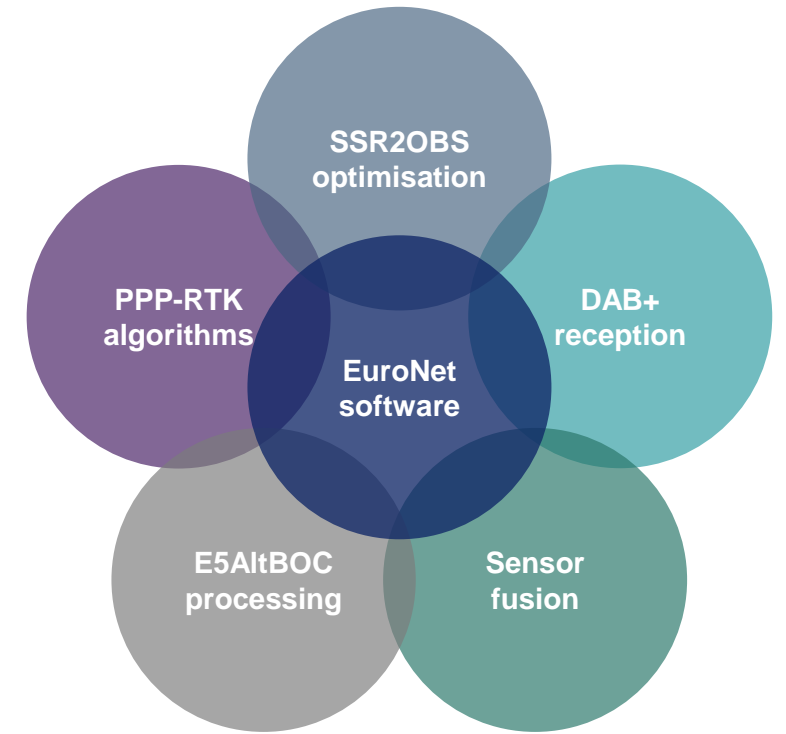 SSR2OBS
optimisation
PPP-RTK
algorithms
DAB+
reception
EuroNet
software
E5AltBOC
processing
Sensor
fusion